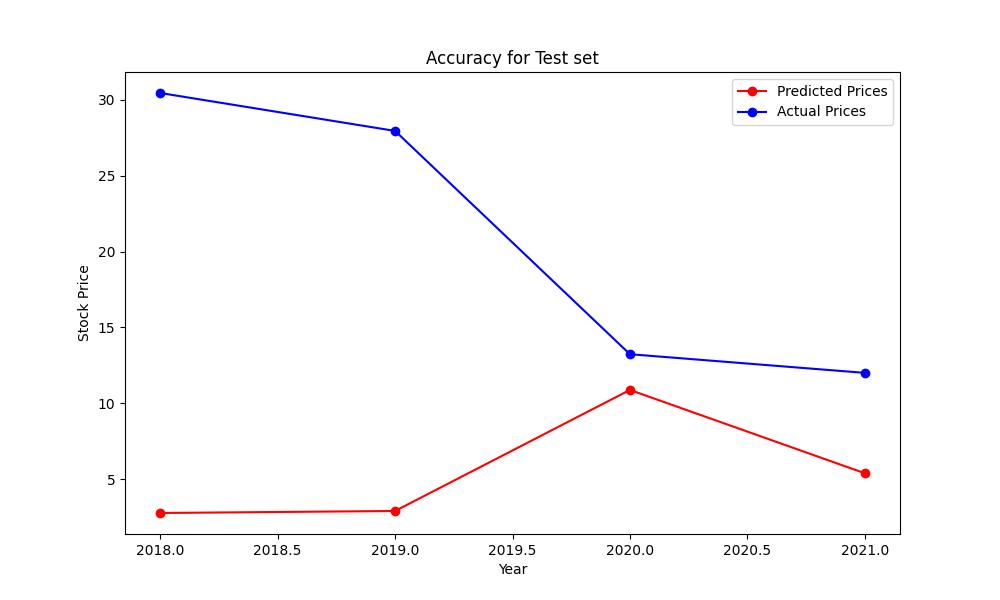 Accuracy for Test set
Predicted Prices
Actual Prices
30
25
20
15
10
5
Stock Price
2018.0 2018.5 2019.0 2019.5 2020.0 2020.5 2021.0
Year